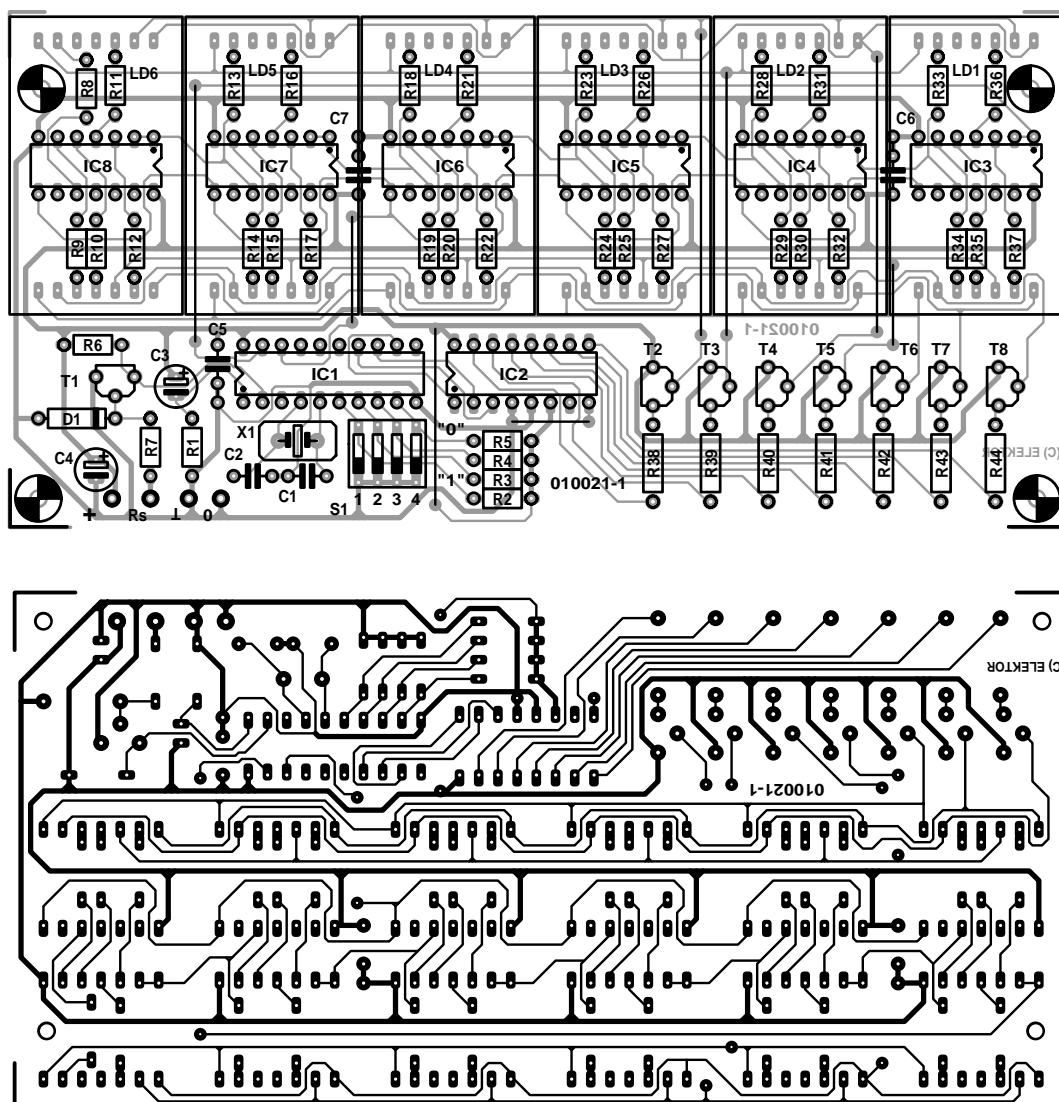 R8 R11 LD6 R13 LD5 R16 R18 LD4 R21 R23 LD3 R26 R28 LD2 R31 R33 LD1 R36
C7 C6
IC8 IC7 IC6 IC5 IC4 IC3
R9 R10 R12 R14 R15 R17 R19 R20 R22 R24 R25 R27 R29 R30 R32 R34 R35 R37
010021-1
R6 C3 C5 T2 T3 T4 T5 T6 T7 T8
T1 + IC1 IC2
D1
X1 "0" R5
C4 + R7 R1 C2 R4 R38 R39 R40 R41 R42 R43 R44 (C) ELEKTOR
C1 "1" R3 010021-1
S1 1 2 3 4 R2
+ Rs ⊥ 0
C) ELEKTOR
010021-1